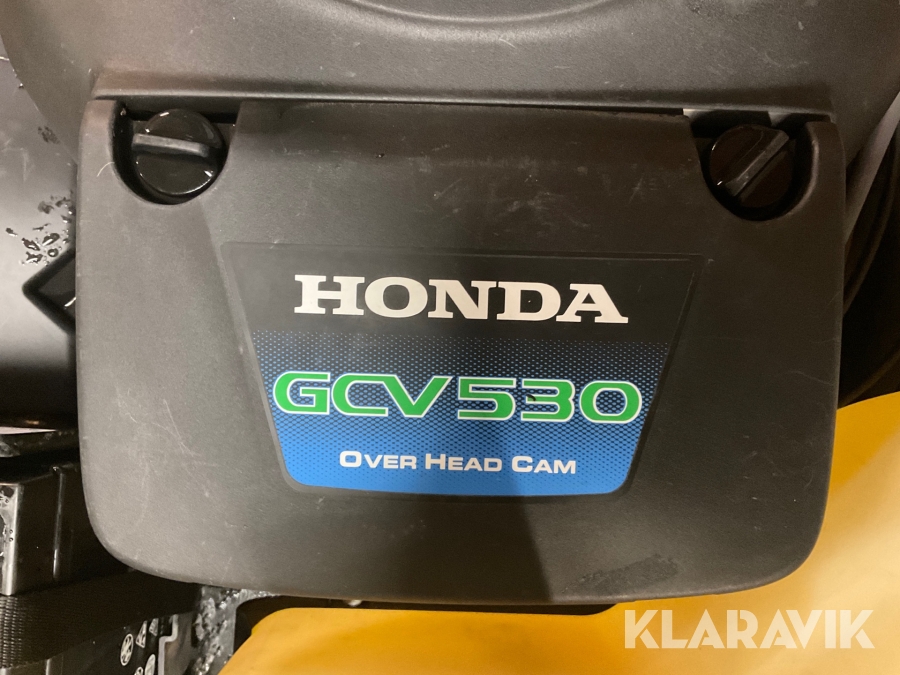 HONDA
GCV530
OVER HEAD CAM
KLARAVIK